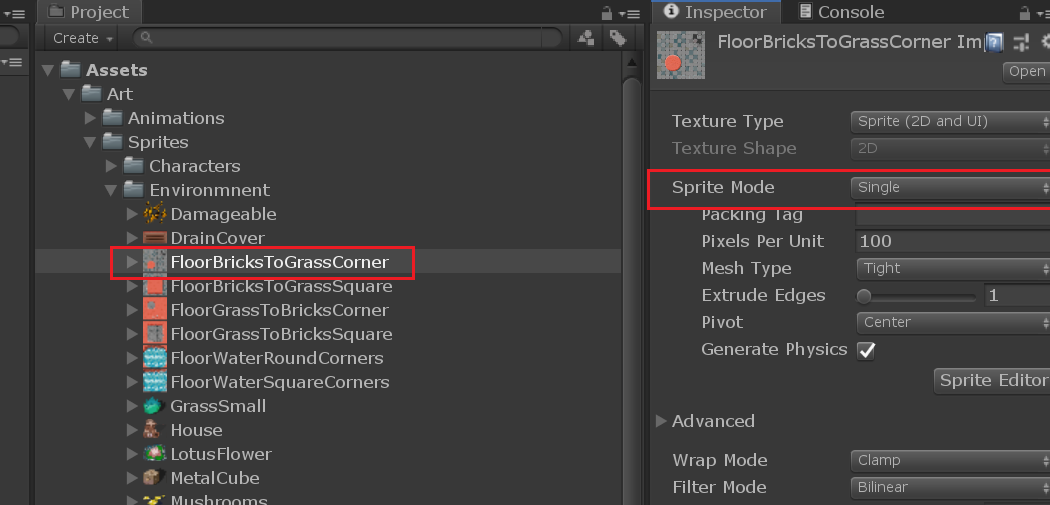 Project
Create
Assets
Art
Animations
Sprites
Characters
Environmnent
Damageable
DrainCover
FloorBricksToGrassCorner
FloorBricksToGrassSquare
FloorGrassToBricksCorner
FloorGrassToBricksSquare
FloorWaterRoundCorners
FloorWaterSquareCorners
GrassSmall
House
LotusFlower
MetalCube
Mushrooms
Inspector Console
FloorBricksToGrassCorner Im
Open
Texture Type Sprite (2D and UI)
Texture Shape 2D
Sprite Mode Single
Packing Tag
Pixels Per Unit 100
Mesh Type Tight
Extrude Edges 1
Pivot Center
Generate Physics
Sprite Editor
Advanced
Wrap Mode Clamp
Filter Mode Bilinear